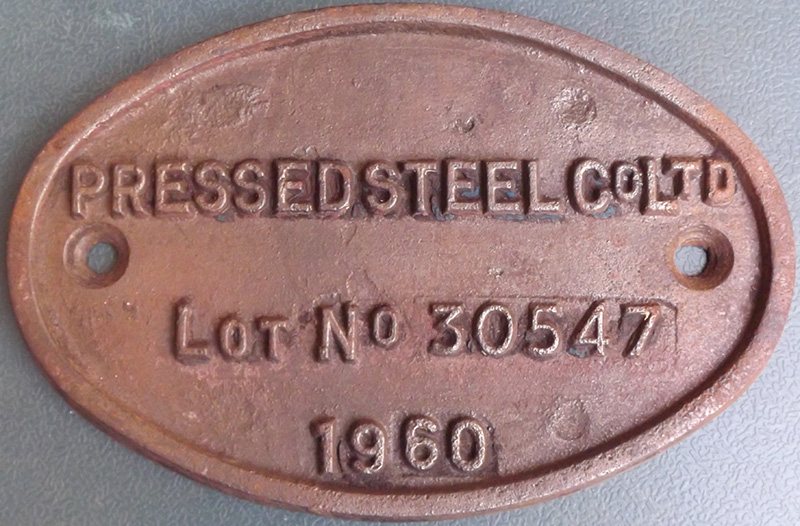 PRESSED STEEL Co LTD
LOT No 30547
1960